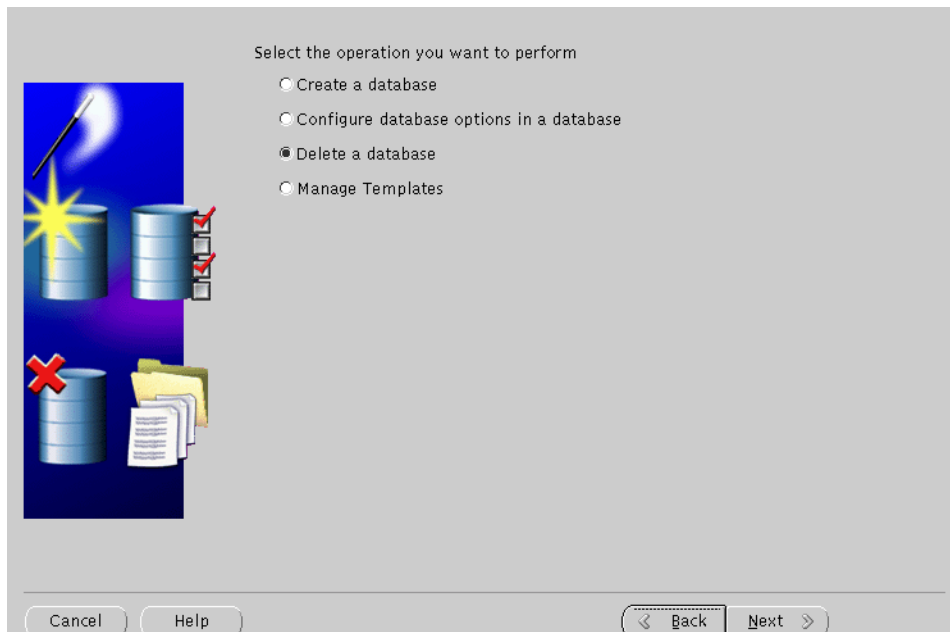 Select the operation you want to perform
Create a database
Configure database options in a database
Delete a database
Manage Templates
Cancel
Help
Back
Next